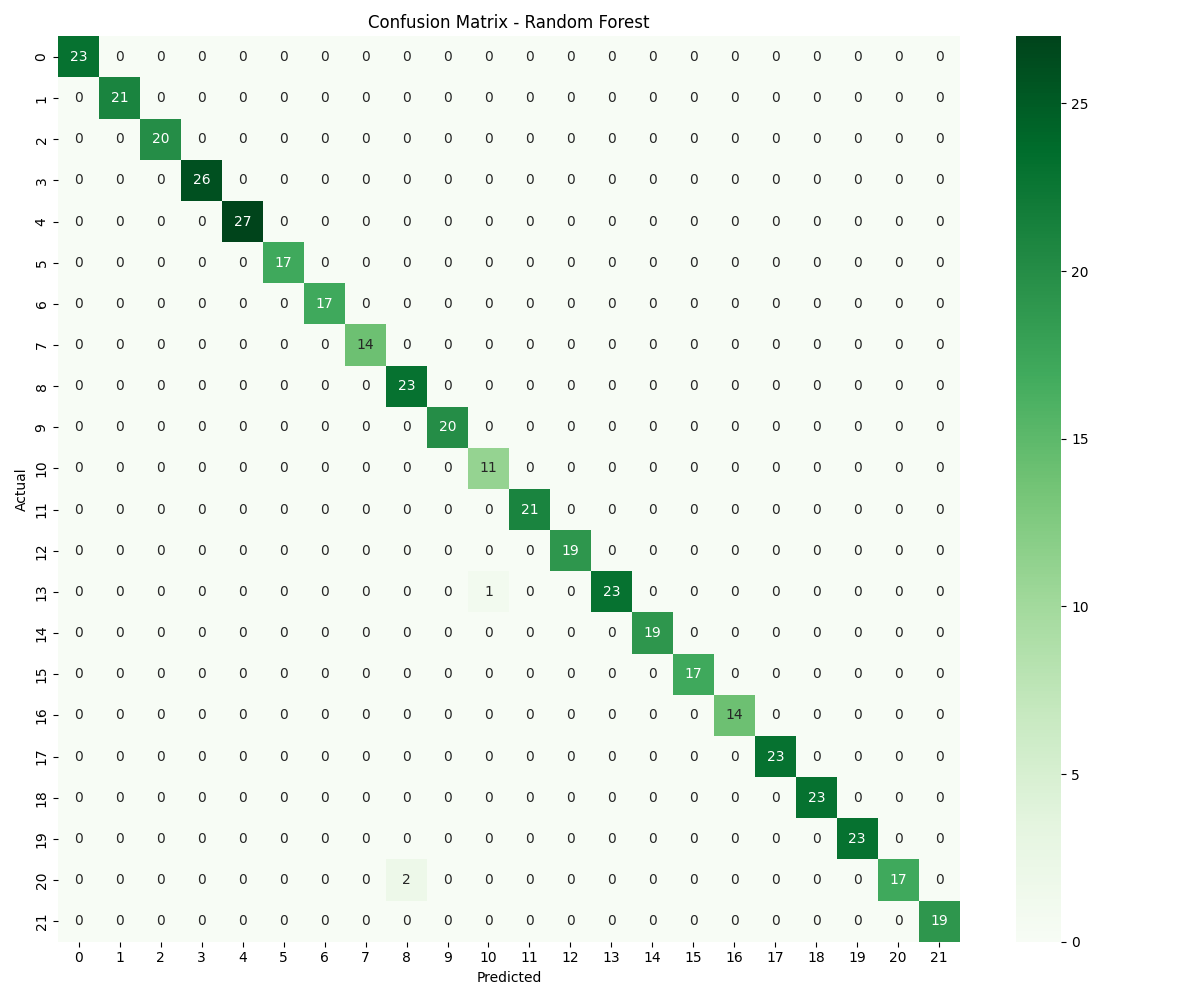 Confusion Matrix - Random Forest
0 23 0 0 0 0 0 0 0 0 0 0 0 0 0 0 0 0 0 0 0 0 0
1 0 21 0 0 0 0 0 0 0 0 0 0 0 0 0 0 0 0 0 0 0 0
2 0 0 20 0 0 0 0 0 0 0 0 0 0 0 0 0 0 0 0 0 0 0
3 0 0 0 26 0 0 0 0 0 0 0 0 0 0 0 0 0 0 0 0 0 0
4 0 0 0 0 27 0 0 0 0 0 0 0 0 0 0 0 0 0 0 0 0 0
5 0 0 0 0 0 17 0 0 0 0 0 0 0 0 0 0 0 0 0 0 0 0
6 0 0 0 0 0 0 17 0 0 0 0 0 0 0 0 0 0 0 0 0 0 0
7 0 0 0 0 0 0 0 14 0 0 0 0 0 0 0 0 0 0 0 0 0 0
8 0 0 0 0 0 0 0 0 23 0 0 0 0 0 0 0 0 0 0 0 0 0
9 0 0 0 0 0 0 0 0 0 20 0 0 0 0 0 0 0 0 0 0 0 0
10 0 0 0 0 0 0 0 0 0 0 11 0 0 0 0 0 0 0 0 0 0 0
11 0 0 0 0 0 0 0 0 0 0 0 21 0 0 0 0 0 0 0 0 0 0
12 0 0 0 0 0 0 0 0 0 0 0 0 19 0 0 0 0 0 0 0 0 0
13 0 0 0 0 0 0 0 0 0 0 1 0 0 23 0 0 0 0 0 0 0 0
14 0 0 0 0 0 0 0 0 0 0 0 0 0 0 19 0 0 0 0 0 0 0
15 0 0 0 0 0 0 0 0 0 0 0 0 0 0 0 17 0 0 0 0 0 0
16 0 0 0 0 0 0 0 0 0 0 0 0 0 0 0 0 14 0 0 0 0 0
17 0 0 0 0 0 0 0 0 0 0 0 0 0 0 0 0 0 23 0 0 0 0
18 0 0 0 0 0 0 0 0 0 0 0 0 0 0 0 0 0 0 23 0 0 0
19 0 0 0 0 0 0 0 0 0 0 0 0 0 0 0 0 0 0 0 23 0 0
20 0 0 0 0 0 0 0 0 2 0 0 0 0 0 0 0 0 0 0 0 17 0
21 0 0 0 0 0 0 0 0 0 0 0 0 0 0 0 0 0 0 0 0 0 19
0 1 2 3 4 5 6 7 8 9 10 11 12 13 14 15 16 17 18 19 20 21
Predicted
Actual
25
20
15
10
5
0